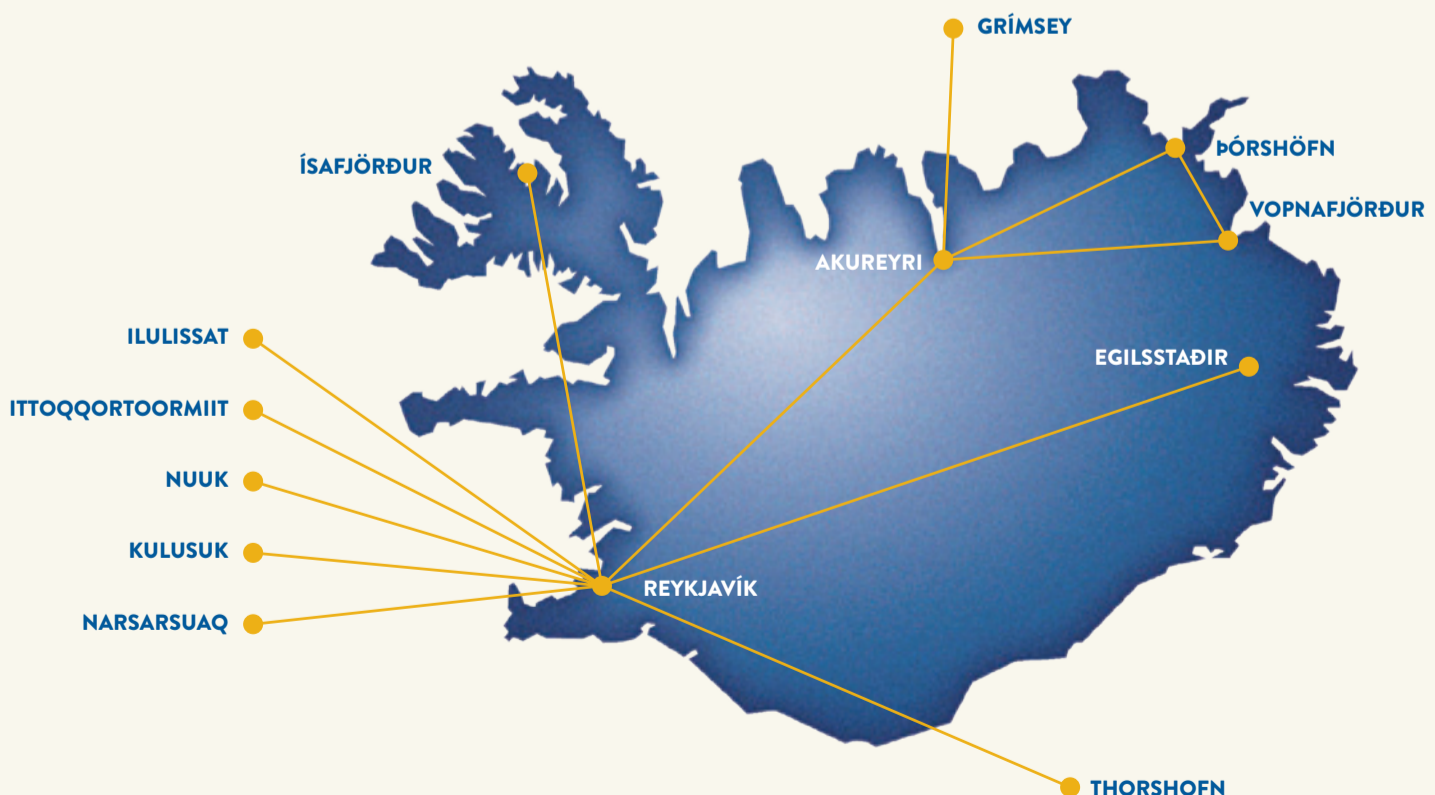 GRÍMSEY
ÞÓRSHÖFN
ÍSAFJÖRÐUR
VOPNAFJÖRÐUR
AKUREYRI
ILULISSAT
EGILSSTAÐIR
ITTOQQORTOORMIIT
NUUK
KULUSUK
REYKJAVÍK
NARSARSUAQ
THORSHOFN